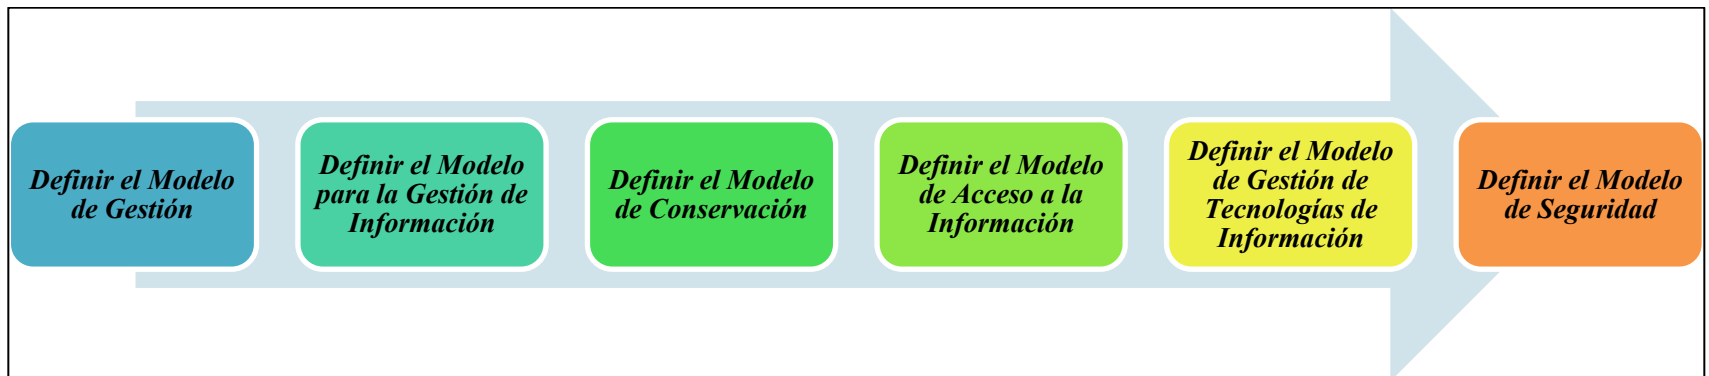 Definir el Modelo
de Gestión
Definir el Modelo
para la Gestión de
Información
Definir el Modelo
de Conservación
Definir el Modelo
de Acceso a la
Información
Definir el Modelo
de Gestión de
Tecnologías de
Información
Definir el Modelo
de Seguridad